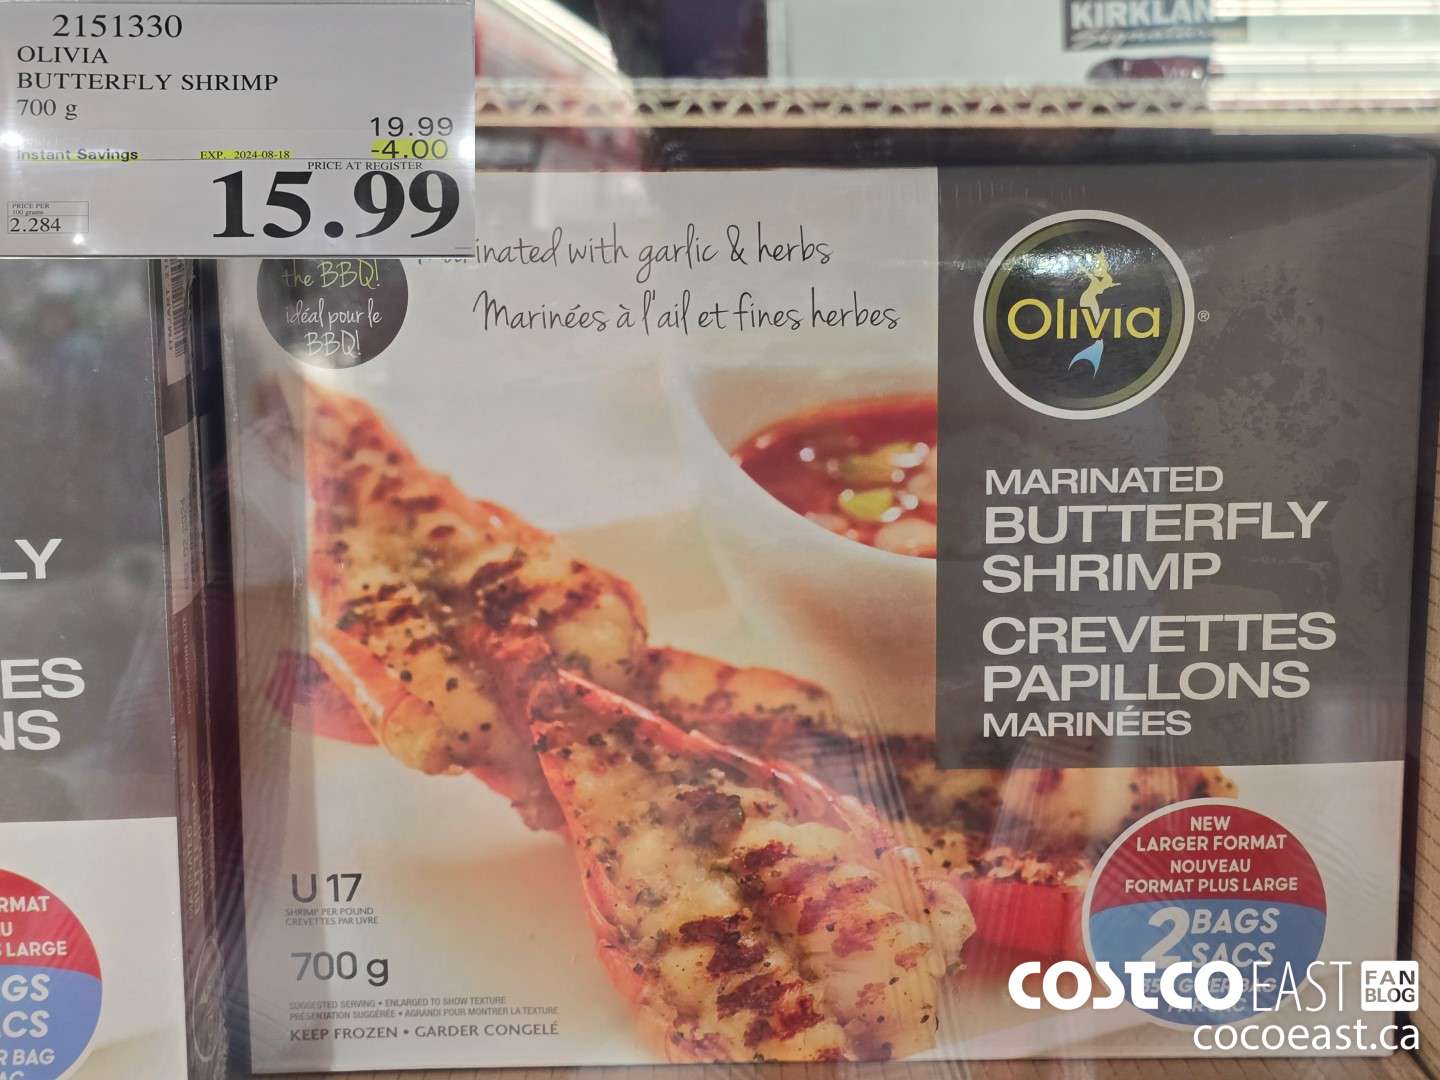 2151330
OLIVIA
BUTTERFLY SHRIMP
700 g
19.99
Instant Savings EXP. 2024-08-18 -4.00
PRICE AT REGISTER
15.99
PRICE PER
100 grams
2.284
KIRKLAND
Signature
the BBQ!
idéal pour le
BBQ!
inated with garlic & herbs
Marinées à l'ail et fines herbes
Olivia®
MARINATED
BUTTERFLY
SHRIMP
CREVETTES
PAPILLONS
MARINÉES
NEW
LARGER FORMAT
NOUVEAU
FORMAT PLUS LARGE
2 BAGS
SACS
U 17
SHRIMP PER POUND
CREVETTES PAR LIVRE
700 g
SUGGESTED SERVING • ENLARGED TO SHOW TEXTURE
PRÉSENTATION SUGGÉRÉE • AGRANDI POUR MONTRER LA TEXTURE
KEEP FROZEN • GARDER CONGELÉ
LY
ES
NS
RMAT
U
S LARGE
GS
CS
R BAG
AC
COSTCO EAST FAN BLOG
cocoeast.ca